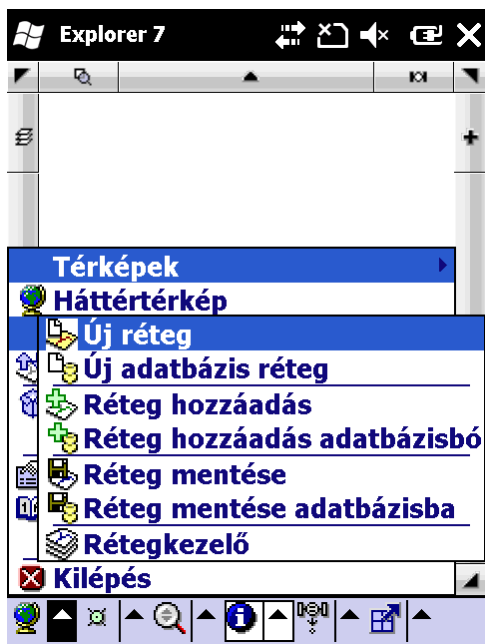 Explorer 7
Térképek
Háttértérkép
Új réteg
Új adatbázis réteg
Réteg hozzáadás
Réteg hozzáadás adatbázisbó
Réteg mentése
Réteg mentése adatbázisba
Rétegkezelő
Kilépés